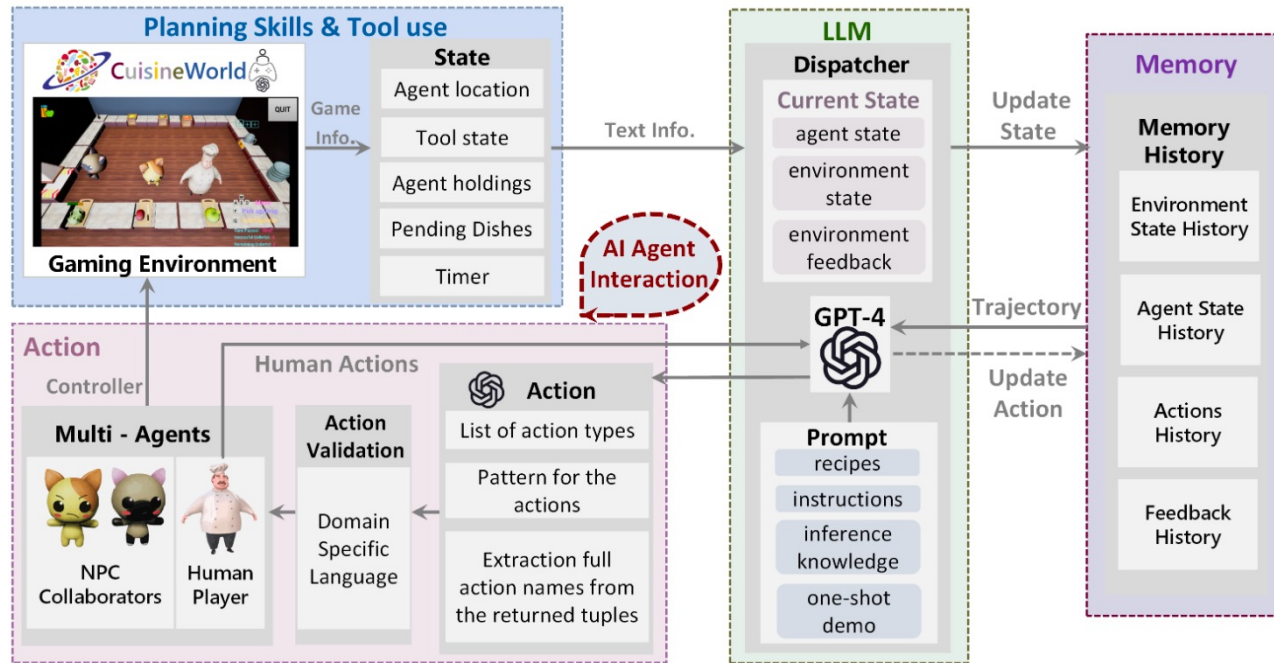 Planning Skills & Tool use
CuisineWorld
QUIT
Gaming Environment
Game
Info.
State
Agent location
Tool state
Agent holdings
Pending Dishes
Timer
Text Info.
AI Agent
Interaction
LLM
Dispatcher
Current State
agent state
environment
state
environment
feedback
GPT-4
Prompt
recipes
instructions
inference
knowledge
one-shot
demo
Update
State
Trajectory
Update
Action
Memory
Memory
History
Environment
State History
Agent State
History
Actions
History
Feedback
History
Action
Controller
Human Actions
Multi - Agents
NPC
Collaborators
Human
Player
Action
Validation
Domain
Specific
Language
Action
List of action types
Pattern for the
actions
Extraction full
action names from
the returned tuples